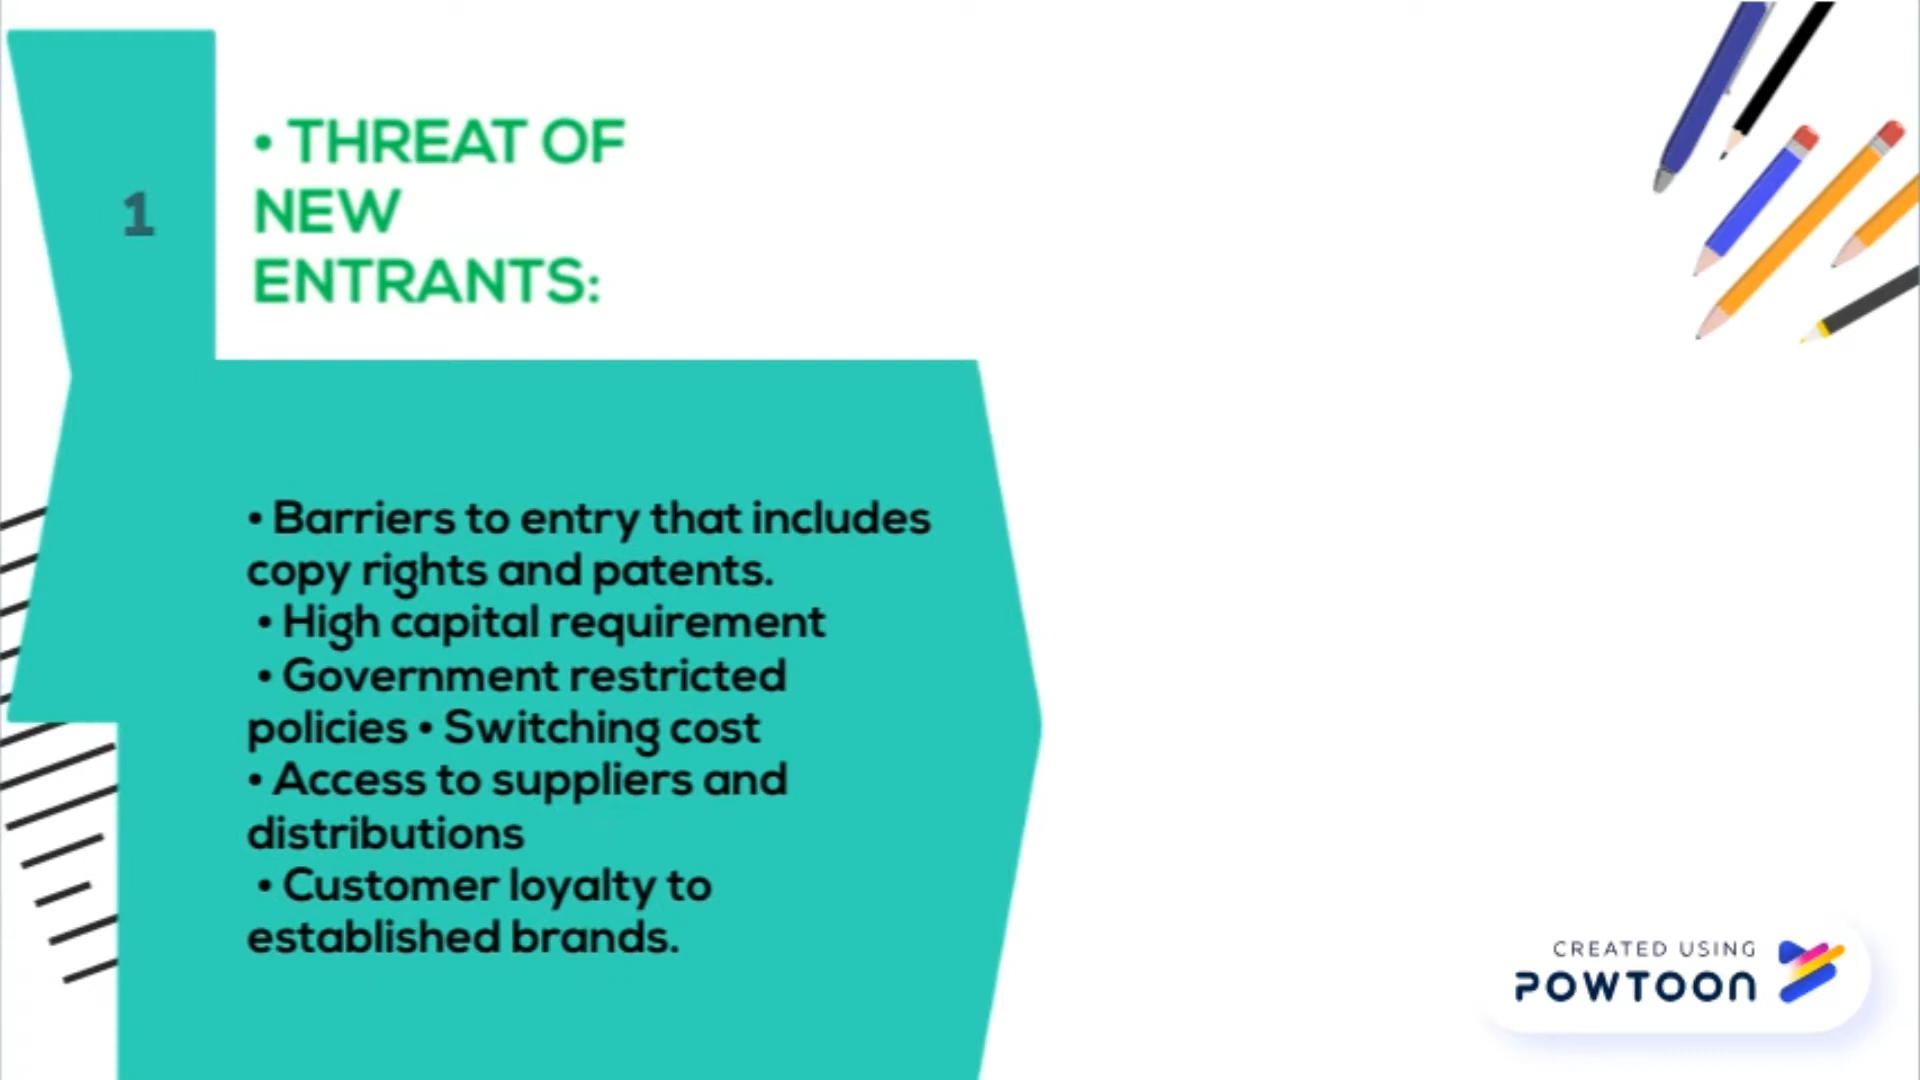 1
• THREAT OF
NEW
ENTRANTS:
• Barriers to entry that includes
copy rights and patents.
• High capital requirement
• Government restricted
policies • Switching cost
• Access to suppliers and
distributions
• Customer loyalty to
established brands.
CREATED USING
POWTOON